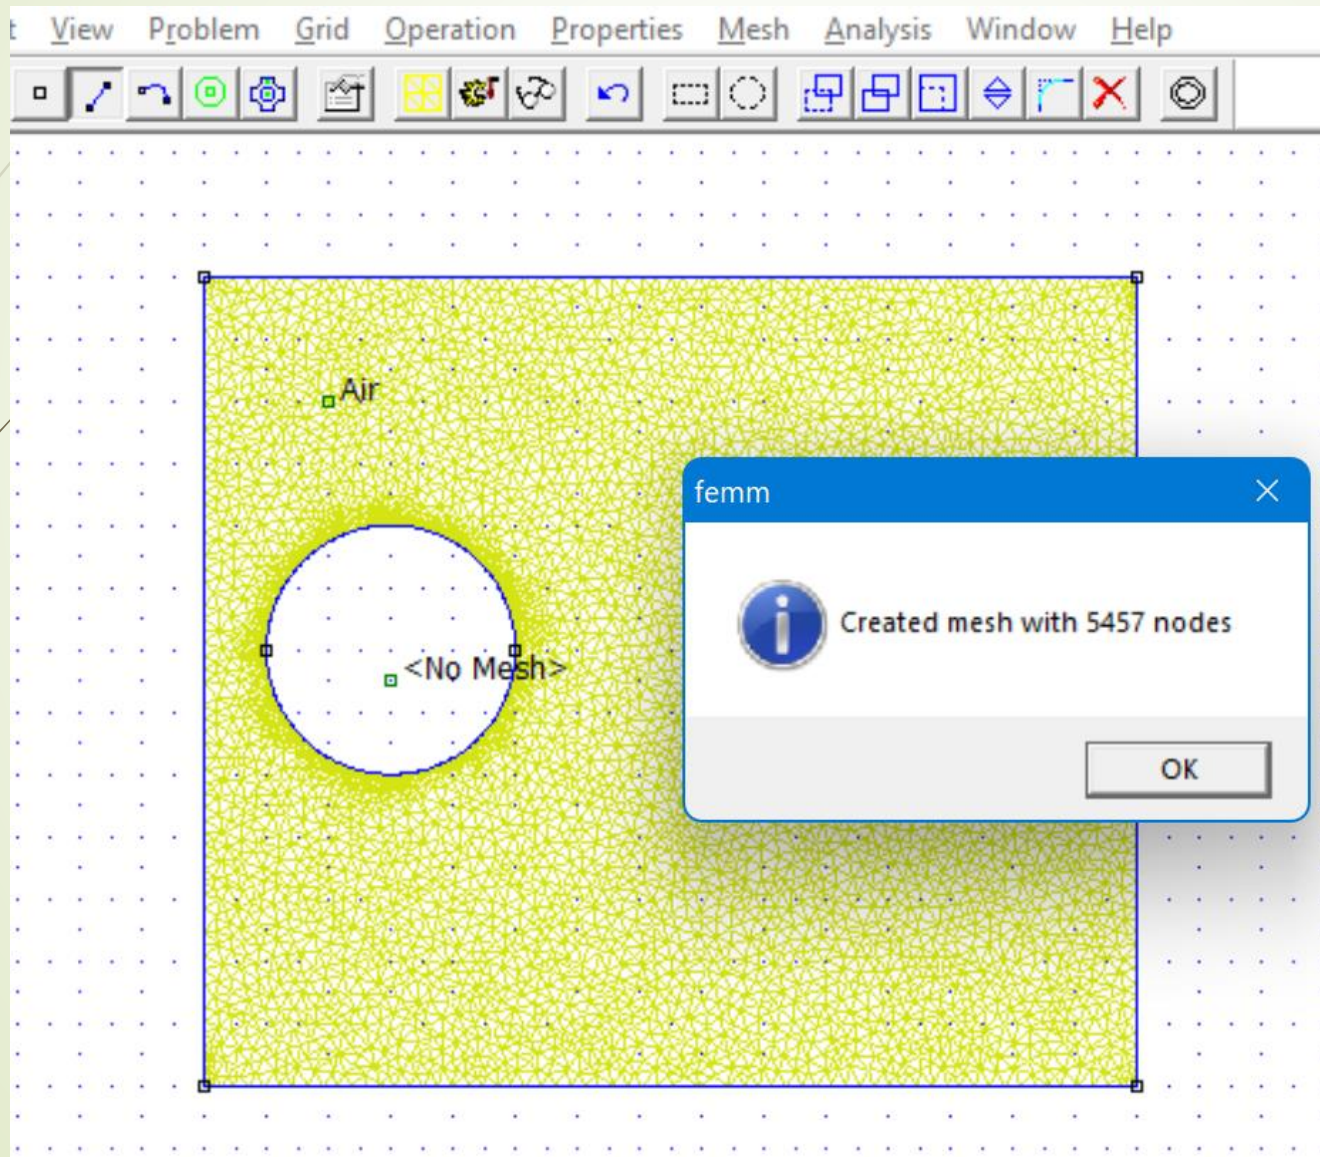 t View Problem Grid Operation Properties Mesh Analysis Window Help
Air
femm
<No Mesh>
Created mesh with 5457 nodes
OK